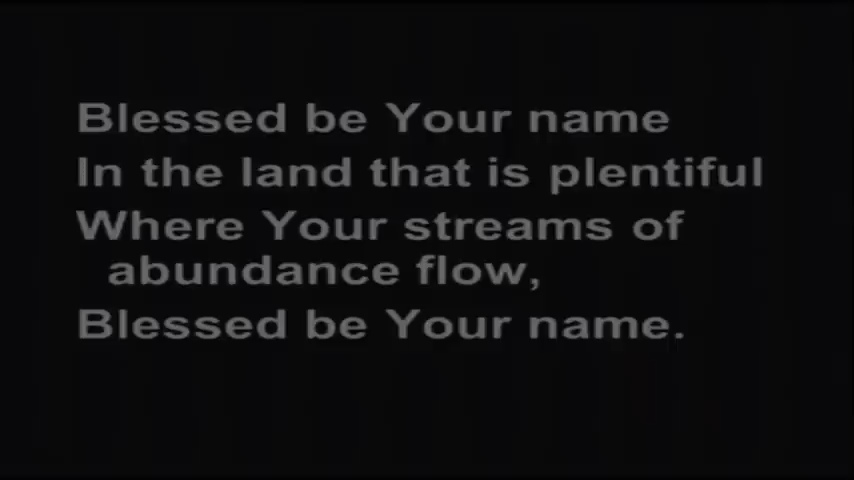 Blessed be Your name
In the land that is plentiful
Where Your streams of
abundance flow,
Blessed be Your name.